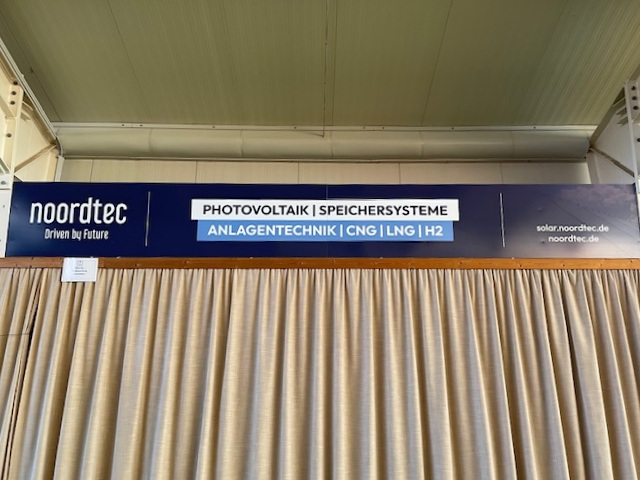 noordtec
Driven by Future
PHOTOVOLTAIK | SPEICHERSYSTEME
ANLAGENTECHNIK | CNG | LNG | H2
solar.noordtec.de
noordtec.de